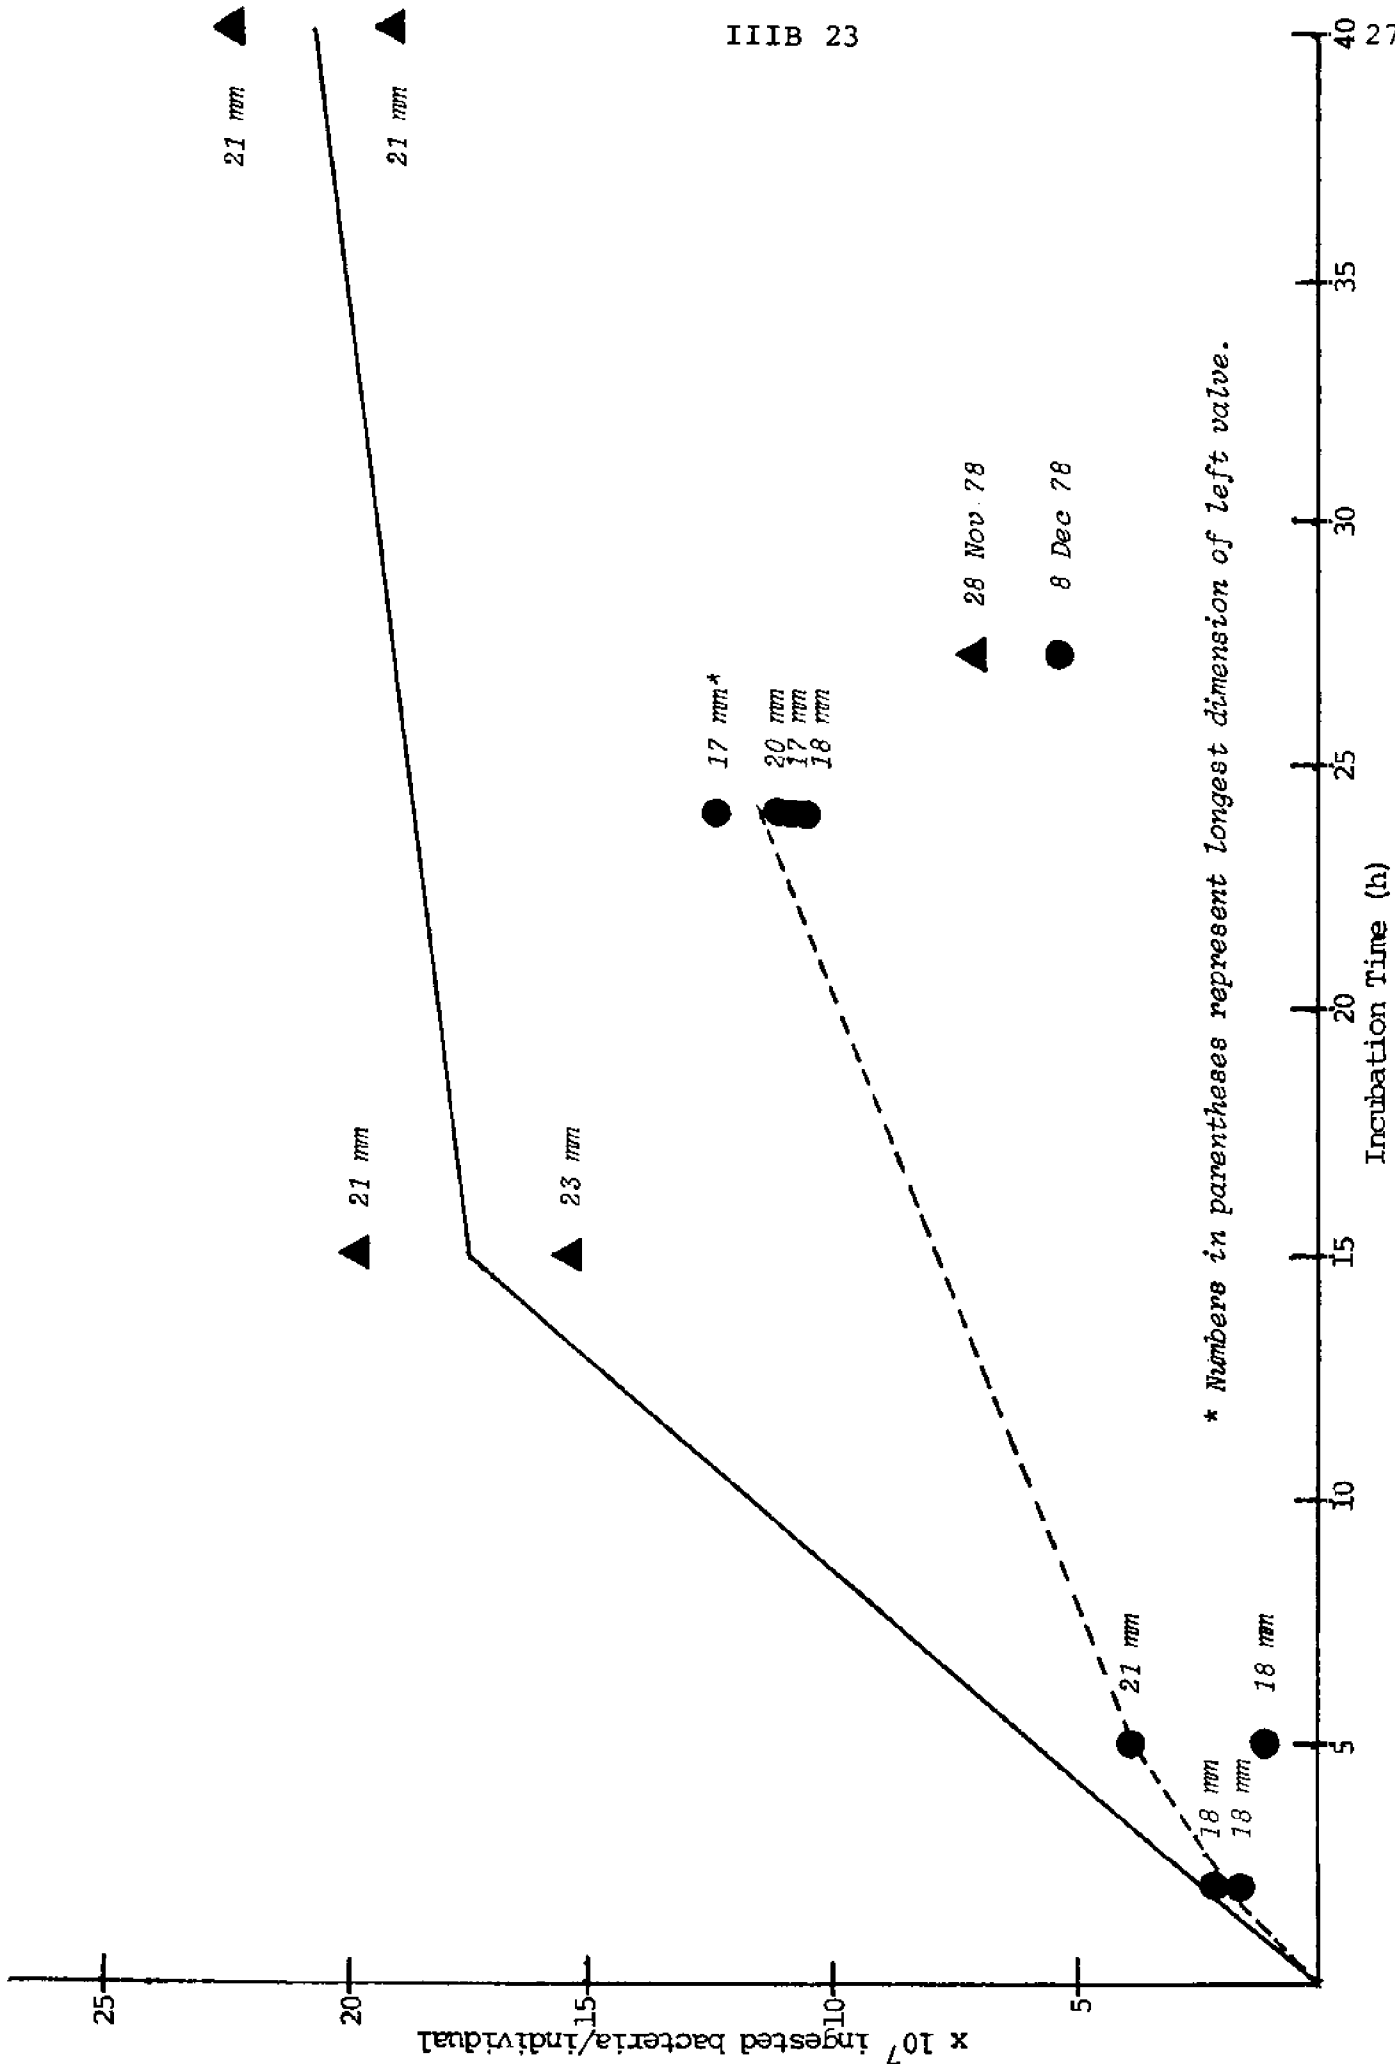 IIIB 23
27
x 10⁷ ingested bacteria/individual
25
20
15
10
5
21 mm
21 mm
21 mm
23 mm
17 mm*
20 mm
17 mm
18 mm
28 Nov 78
8 Dec 78
21 mm
18 mm
18 mm
18 mm
* Numbers in parentheses represent longest dimension of left valve.
5
10
15
20
25
30
35
40
Incubation Time (h)